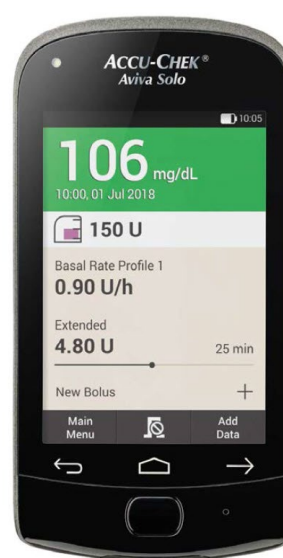 ACCU-CHEK®
Aviva Solo
10:05
106 mg/dL
10:00, 01 Jul 2018
150 U
Basal Rate Profile 1
0.90 U/h
Extended
4.80 U 25 min
New Bolus +
Main Menu
Add Data